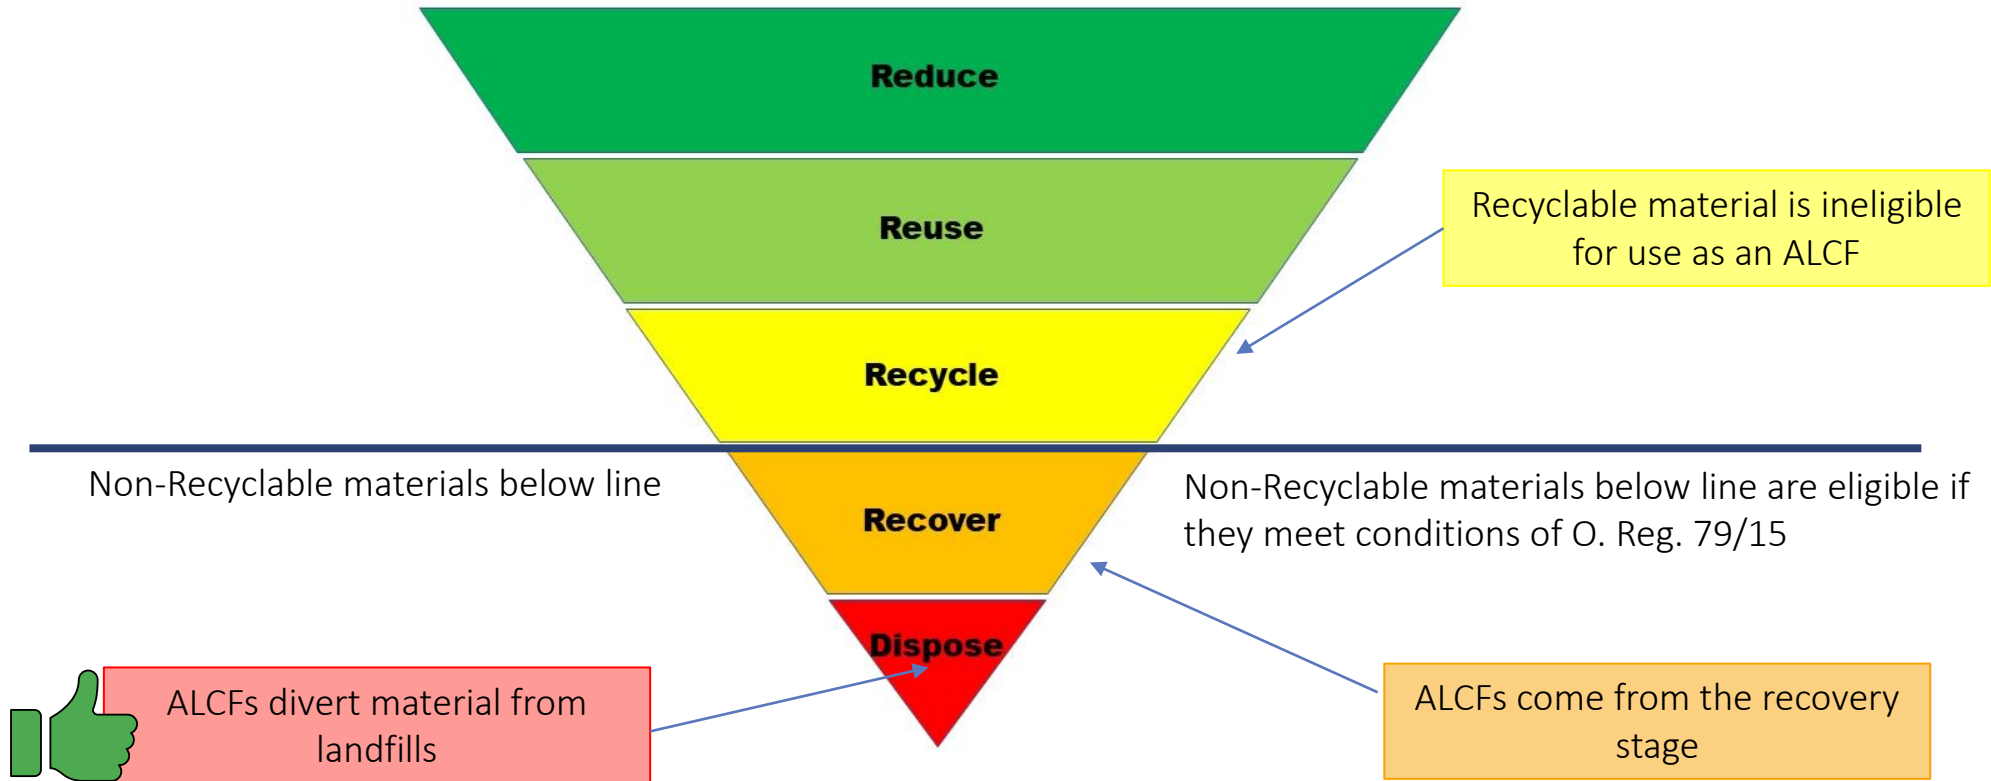 Reduce
Reuse
Recyclable material is ineligible
for use as an ALCF
Recycle
Non-Recyclable materials below line
Non-Recyclable materials below line are eligible if
they meet conditions of O. Reg. 79/15
Recover
Dispose
ALCFs divert material from
landfills
ALCFs come from the recovery
stage